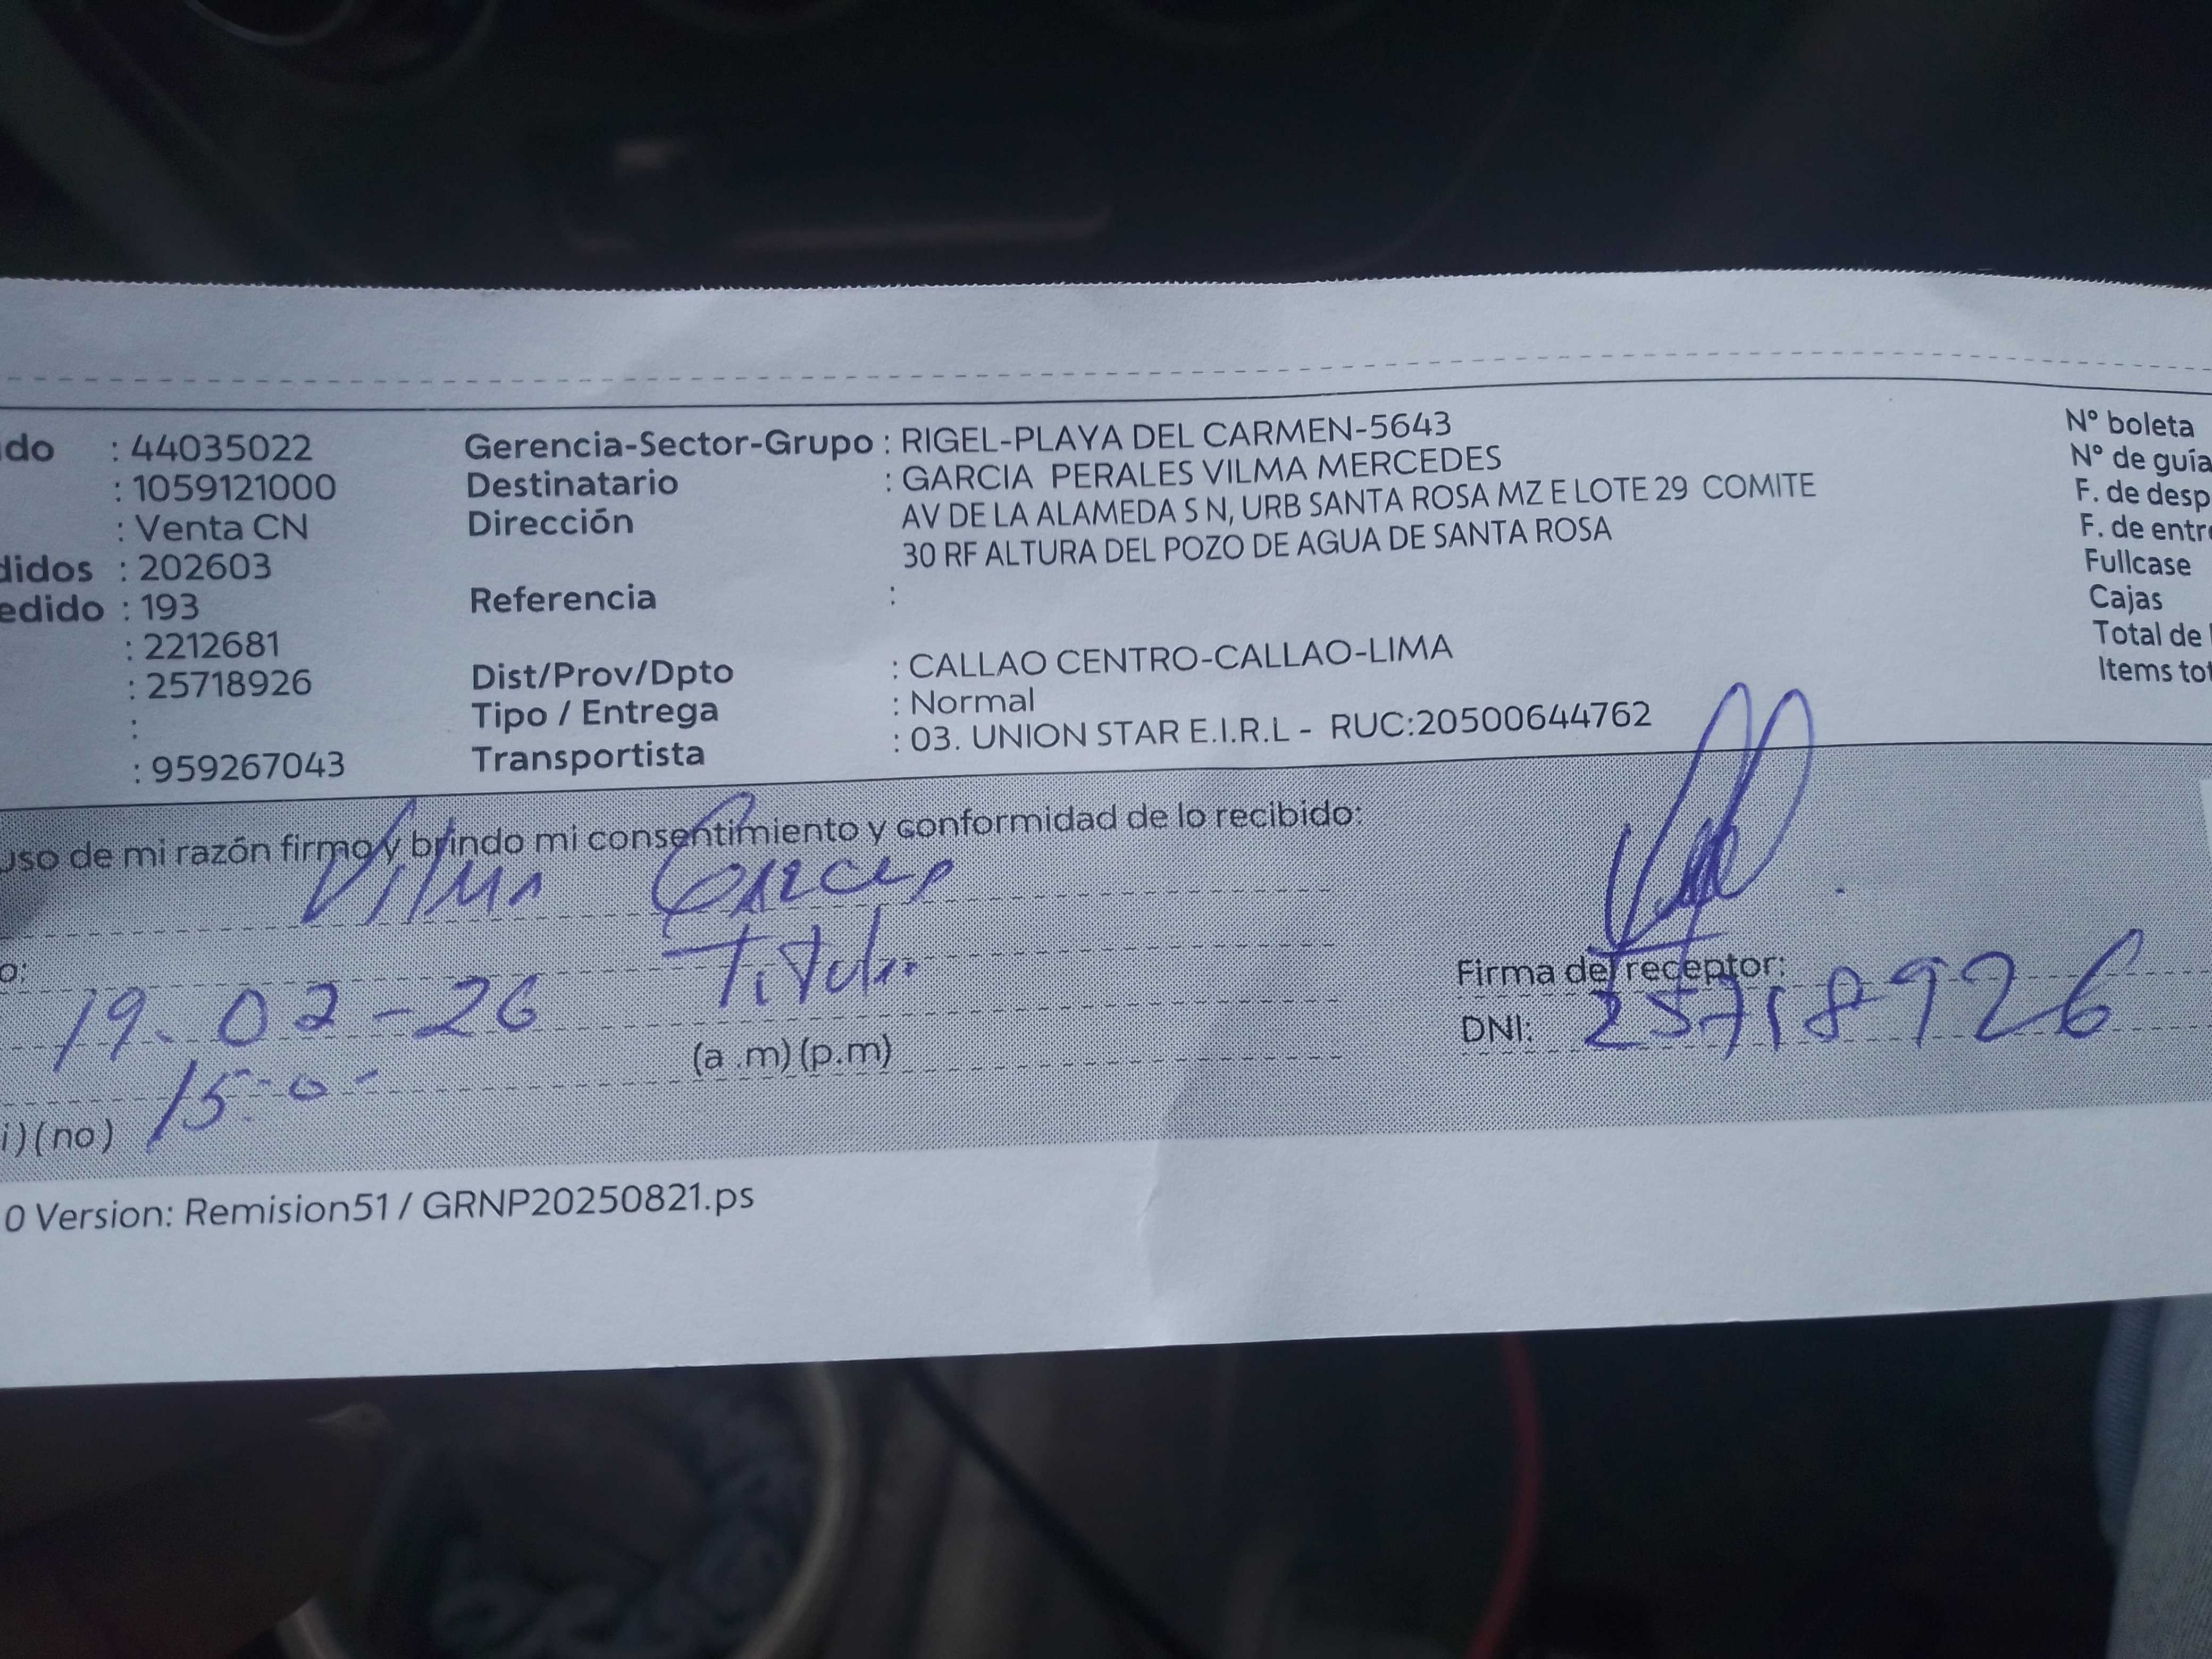 ido : 44035022 Gerencia-Sector-Grupo : RIGEL-PLAYA DEL CARMEN-5643 Nº boleta
: 1059121000 Destinatario : GARCIA PERALES VILMA MERCEDES Nº de guía
: Venta CN Dirección AV DE LA ALAMEDA S N, URB SANTA ROSA MZ E LOTE 29 COMITE F. de desp
didos : 202603 30 RF ALTURA DEL POZO DE AGUA DE SANTA ROSA F. de entre
edido : 193 Referencia : Fullcase
: 2212681 Cajas
: 25718926 Dist/Prov/Dpto : CALLAO CENTRO-CALLAO-LIMA Total de
: Tipo / Entrega : Normal Items tot
: 959267043 Transportista : 03. UNION STAR E.I.R.L - RUC:20500644762
uso de mi razón firmo y brindo mi consentimiento y conformidad de lo recibido:
Vilma Garcia
Titular
o:
19-02-26 Firma del receptor:
(a .m) (p.m) DNI: 25718926
i) (no) 15:00
0 Version: Remision51 / GRNP20250821.ps